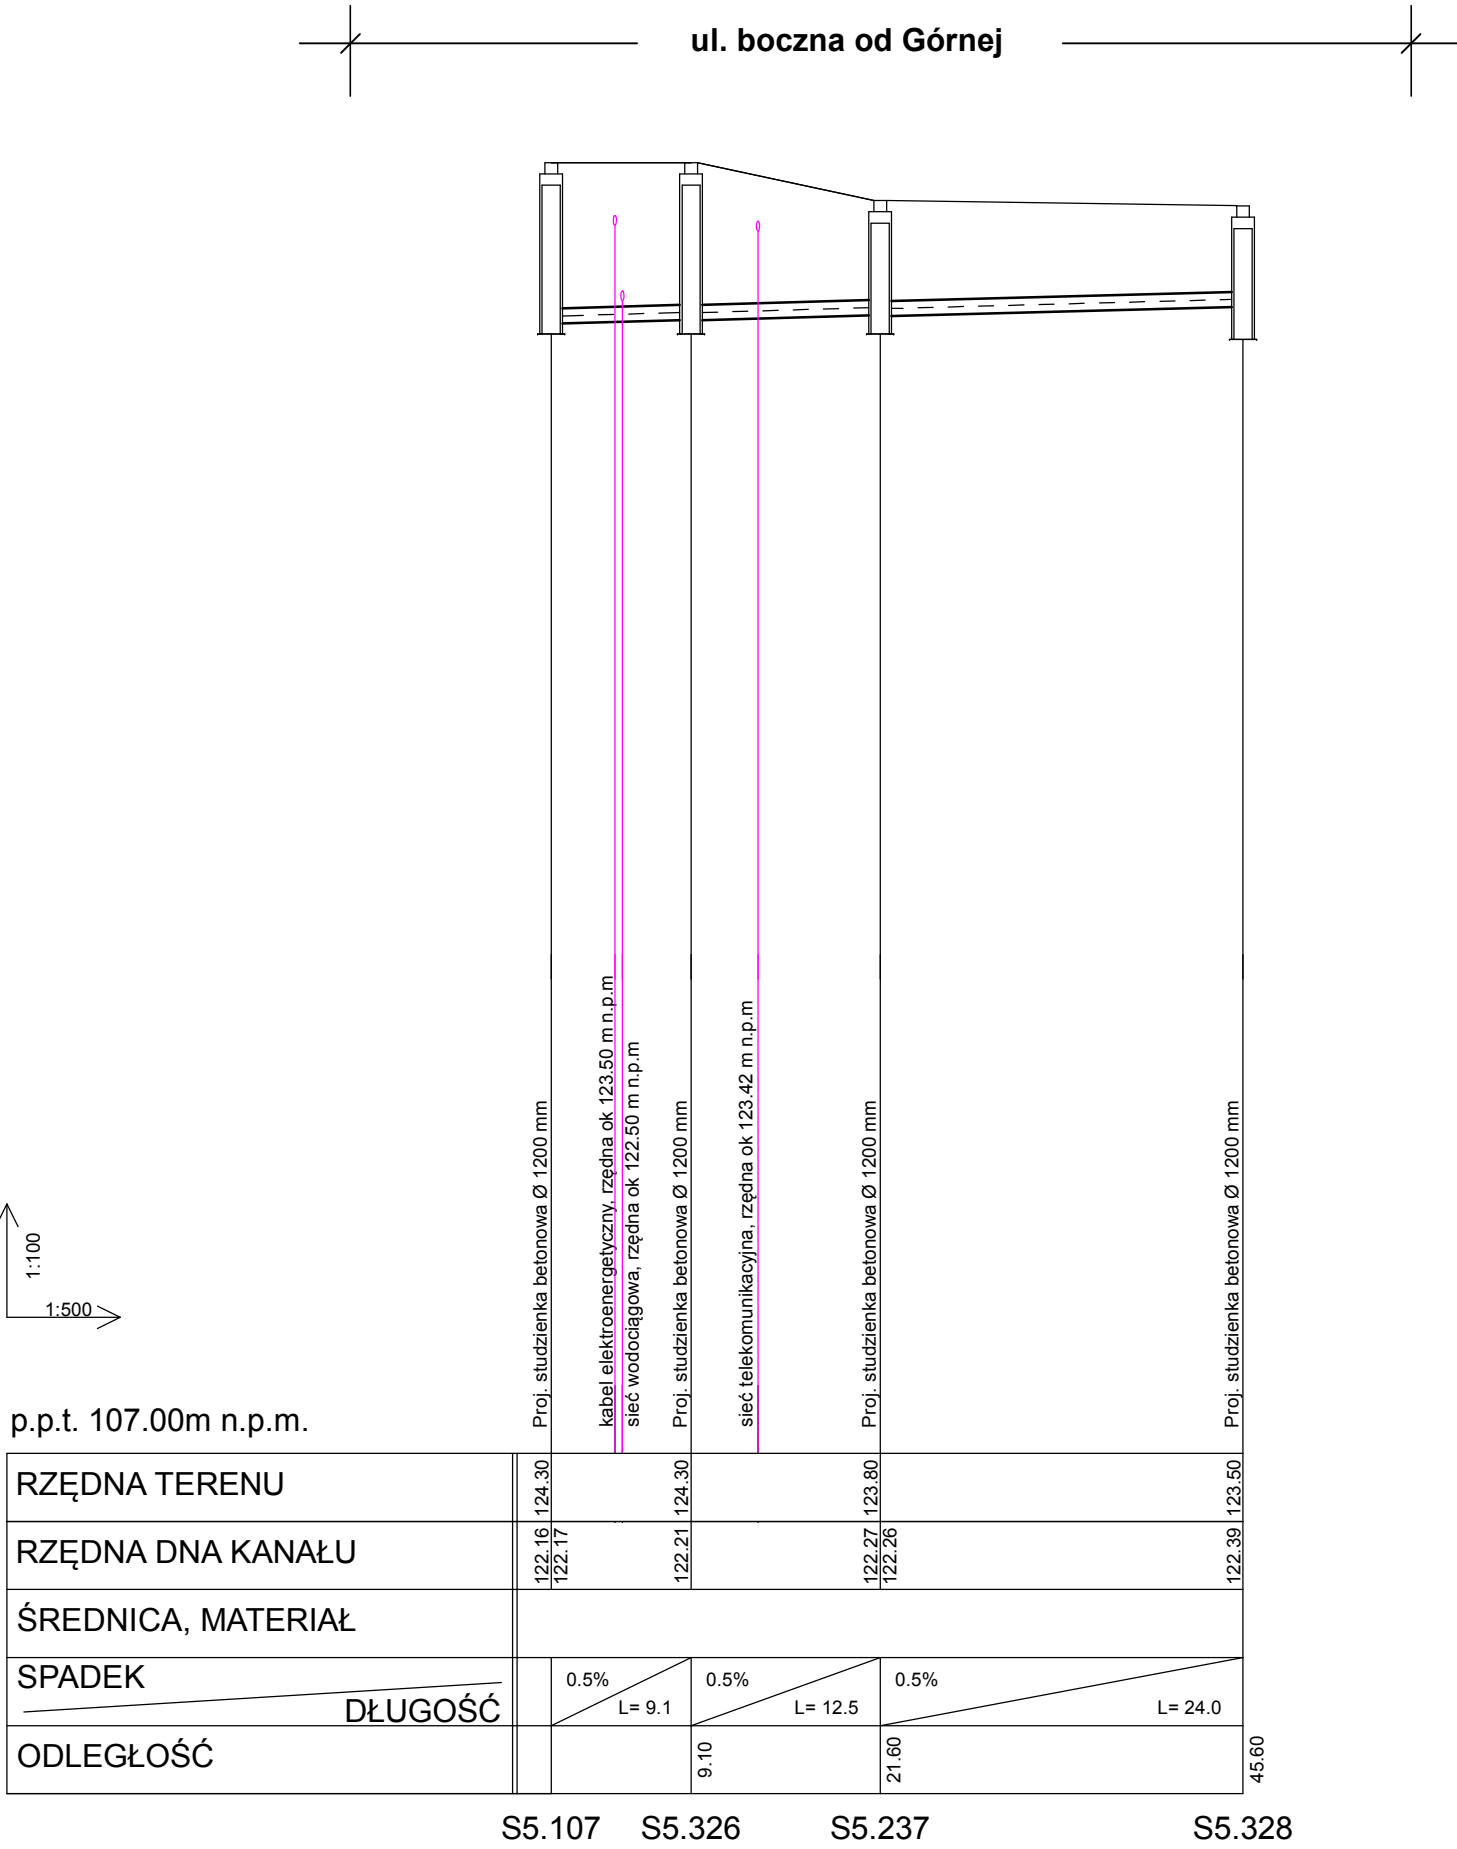 ul. boczna od Górnej
Proj. studzienka betonowa Ø 1200 mm
kabel elektroenergetyczny, rzędna ok 123.50 m n.p.m
sieć wodociągowa, rzędna ok 122.50 m n.p.m
Proj. studzienka betonowa Ø 1200 mm
sieć telekomunikacyjna, rzędna ok 123.42 m n.p.m
Proj. studzienka betonowa Ø 1200 mm
Proj. studzienka betonowa Ø 1200 mm
1:100
1:500
p.p.t. 107.00m n.p.m.
RZĘDNA TERENU
124.30
124.30
123.80
123.50
RZĘDNA DNA KANAŁU
122.16
122.17
122.21
122.27
122.26
122.39
ŚREDNICA, MATERIAŁ
SPADEK
DŁUGOŚĆ
0.5%
L= 9.1
0.5%
L= 12.5
0.5%
L= 24.0
ODLEGŁOŚĆ
9.10
21.60
45.60
S5.107 S5.326 S5.237 S5.328